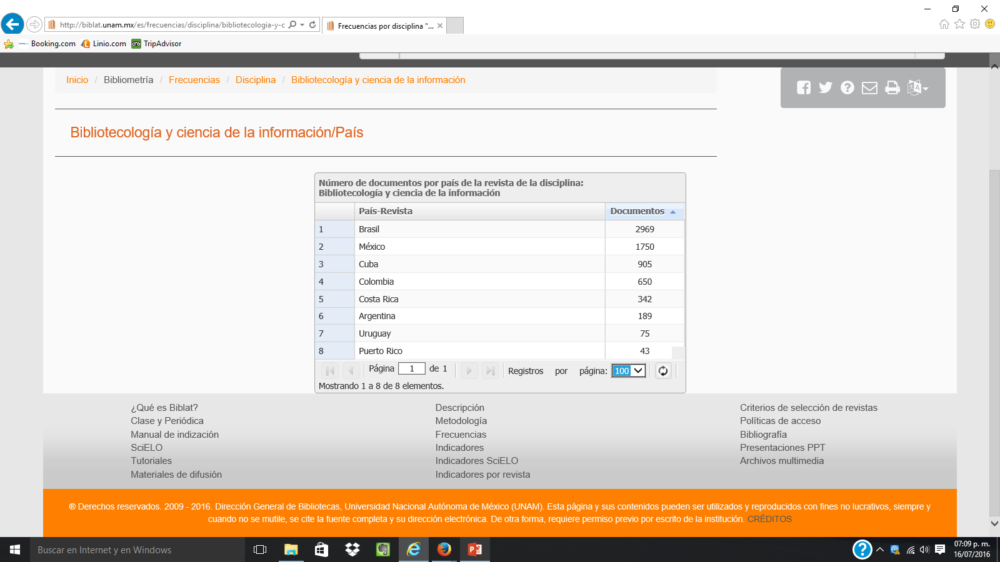 http://biblat.unam.mx/es/frecuencias/disciplina/bibliotecologia-y-c
Frecuencias por disciplina "...
Booking.com Linio.com TripAdvisor
Inicio / Bibliometría / Frecuencias / Disciplina / Bibliotecología y ciencia de la información
Bibliotecología y ciencia de la información/País
Número de documentos por país de la revista de la disciplina:
Bibliotecología y ciencia de la información
País-Revista Documentos
1 Brasil 2969
2 México 1750
3 Cuba 905
4 Colombia 650
5 Costa Rica 342
6 Argentina 189
7 Uruguay 75
8 Puerto Rico 43
Página 1 de 1 Registros por página: 100
Mostrando 1 a 8 de 8 elementos.
¿Qué es Biblat? Descripción Criterios de selección de revistas
Clase y Periódica Metodología Políticas de acceso
Manual de indización Frecuencias Bibliografía
SciELO Indicadores Presentaciones PPT
Tutoriales Indicadores SciELO Archivos multimedia
Materiales de difusión Indicadores por revista
® Derechos reservados. 2009 - 2016. Dirección General de Bibliotecas, Universidad Nacional Autónoma de México (UNAM). Esta página y sus contenidos pueden ser utilizados y reproducidos con fines no lucrativos, siempre y
cuando no se mutile, se cite la fuente completa y su dirección electrónica. De otra forma, requiere permiso previo por escrito de la institución. CRÉDITOS
Buscar en Internet y en Windows
07:09 p. m.
16/07/2016